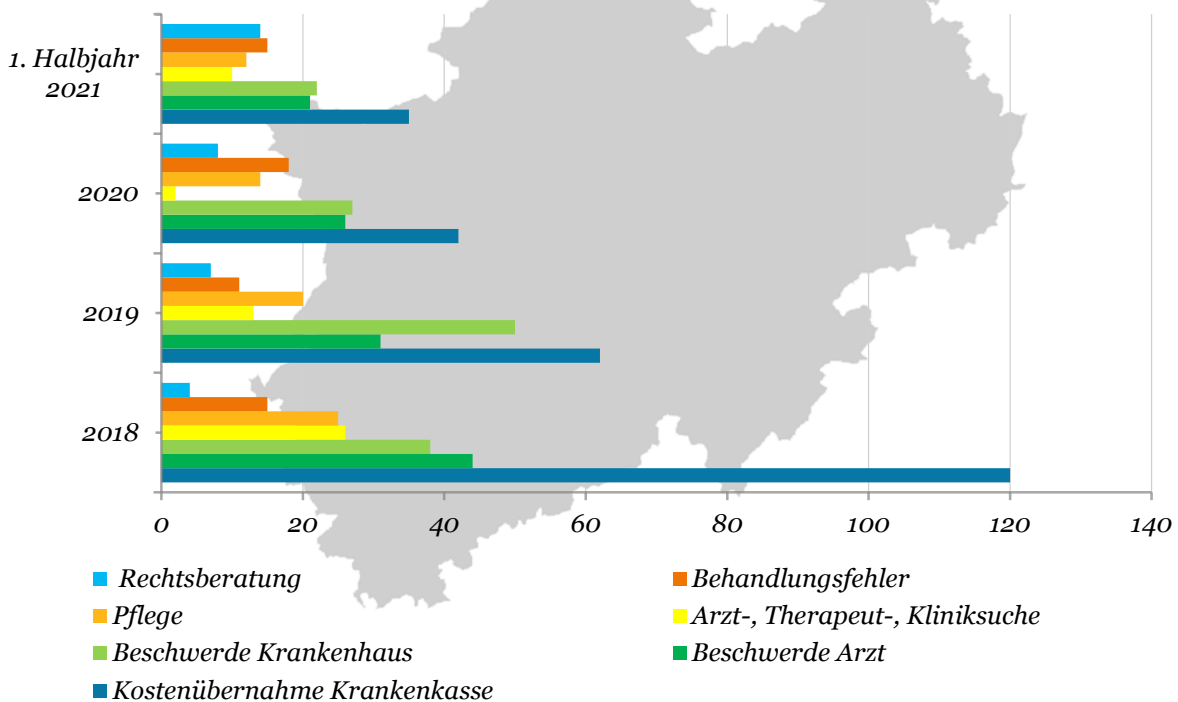 1. Halbjahr
2021
2020
2019
2018
0 20 40 60 80 100 120 140
Rechtsberatung
Behandlungsfehler
Pflege
Arzt-, Therapeut-, Kliniksuche
Beschwerde Krankenhaus
Beschwerde Arzt
Kostenübernahme Krankenkasse